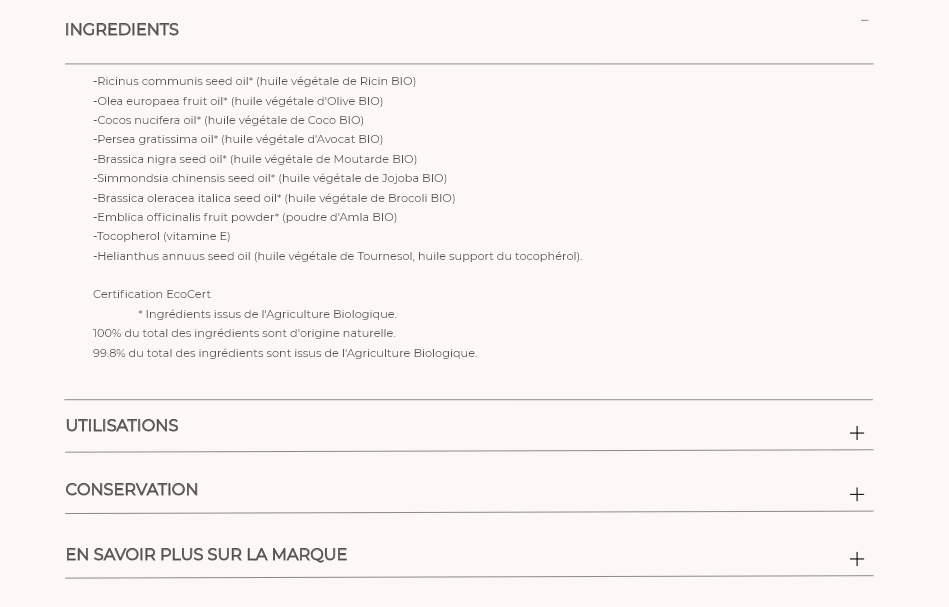 INGREDIENTS
-Ricinus communis seed oil* (huile végétale de Ricin BIO)
-Olea europaea fruit oil* (huile végétale d'Olive BIO)
-Cocos nucifera oil* (huile végétale de Coco BIO)
-Persea gratissima oil* (huile végétale d'Avocat BIO)
-Brassica nigra seed oil* (huile végétale de Moutarde BIO)
-Simmondsia chinensis seed oil* (huile végétale de Jojoba BIO)
-Brassica oleracea italica seed oil* (huile végétale de Brocoli BIO)
-Emblica officinalis fruit powder* (poudre d'Amla BIO)
-Tocopherol (vitamine E)
-Helianthus annuus seed oil (huile végétale de Tournesol, huile support du tocophérol).
Certification EcoCert
* Ingrédients issus de l'Agriculture Biologique.
100% du total des ingrédients sont d'origine naturelle.
99.8% du total des ingrédients sont issus de l'Agriculture Biologique.
UTILISATIONS
CONSERVATION
EN SAVOIR PLUS SUR LA MARQUE